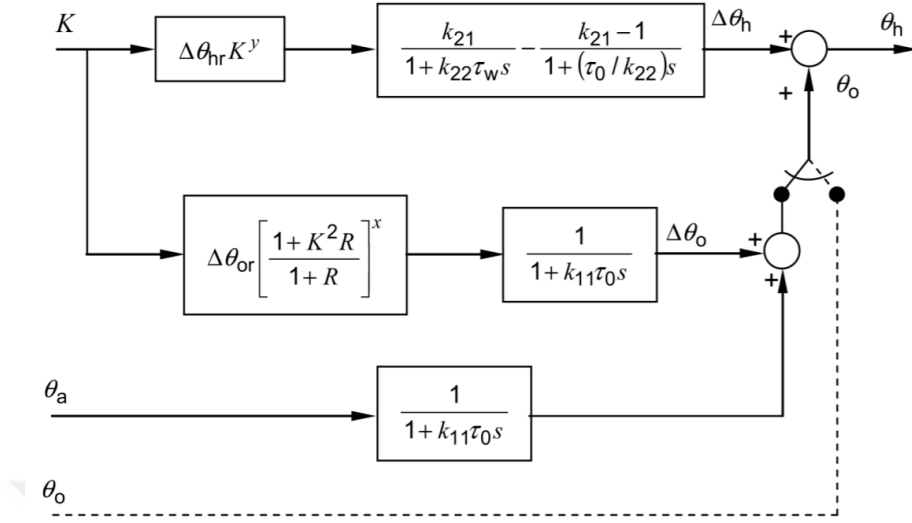 K
Δθ_hr K^y
k_21 / (1 + k_22 τ_w s) − (k_21 − 1) / (1 + (τ_0 / k_22)s)
Δθ_h
+
θ_h
+
θ_o
Δθ_or [(1 + K^2 R) / (1 + R)]^x
1 / (1 + k_11 τ_0 s)
Δθ_o
+
+
θ_a
1 / (1 + k_11 τ_0 s)
θ_o